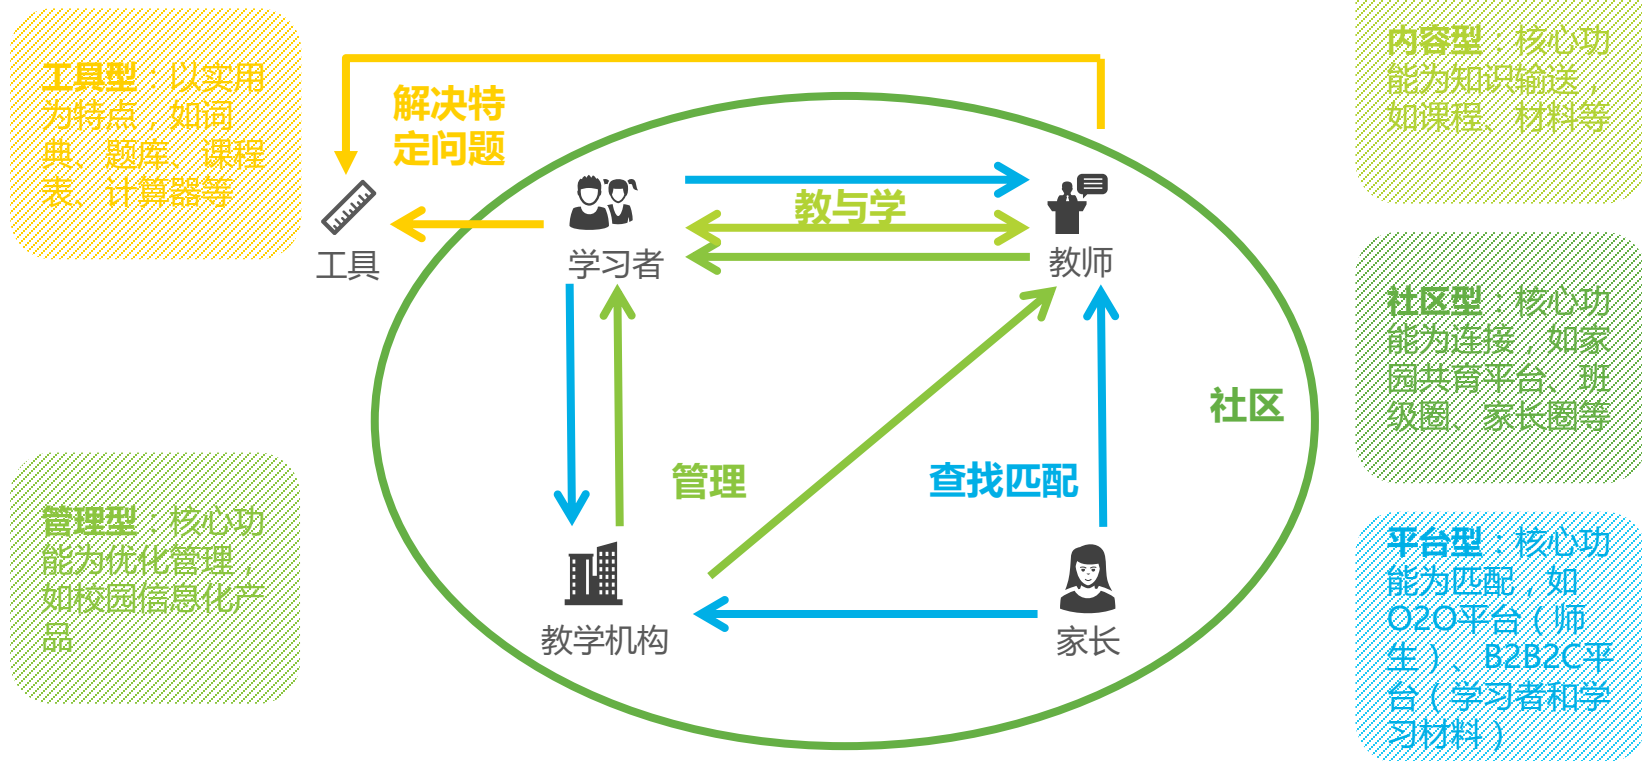 工具型：以实用
为特点，如词
典、题库、课程
表、计算器等
管理型：核心功
能为优化管理，
如校园信息化产
品
解决特
定问题
工具
学习者
教与学
教师
社区
管理
查找匹配
教学机构
家长
内容型：核心功
能为知识输送，
如课程、材料等
社区型：核心功
能为连接，如家
园共育平台、班
级圈、家长圈等
平台型：核心功
能为匹配，如
O2O平台（师
生）、B2B2C平
台（学习者和学
习材料）